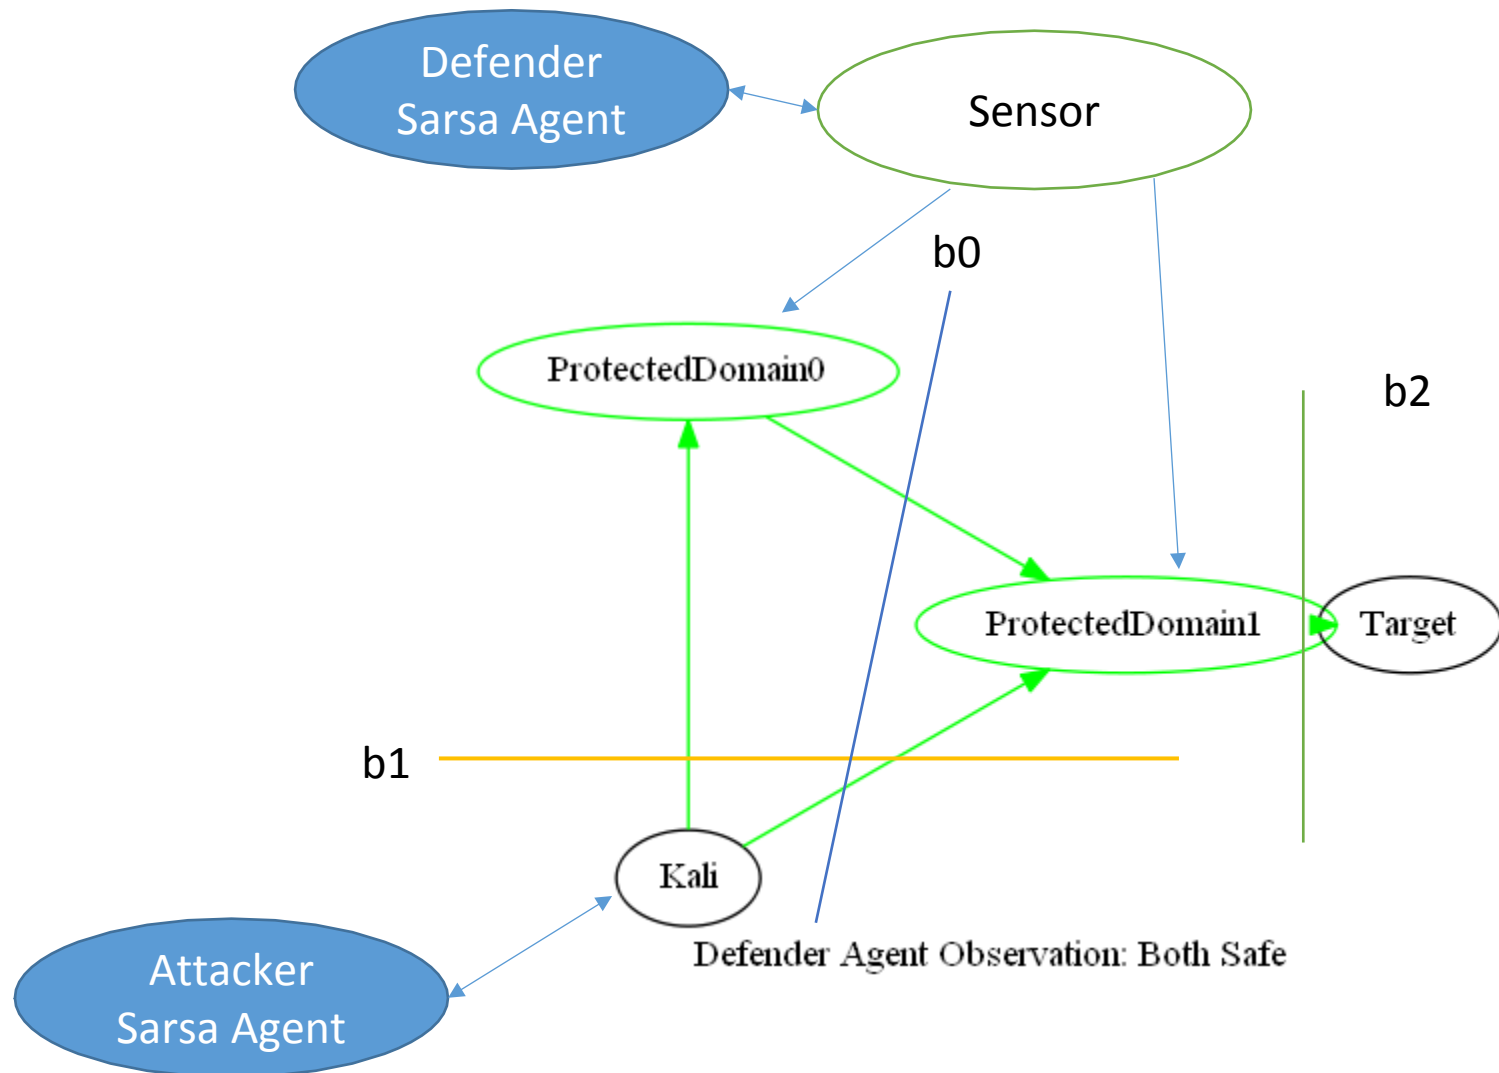 Defender
Sarsa Agent
Sensor
b0
ProtectedDomain0
b2
ProtectedDomain1
Target
b1
Kali
Defender Agent Observation: Both Safe
Attacker
Sarsa Agent